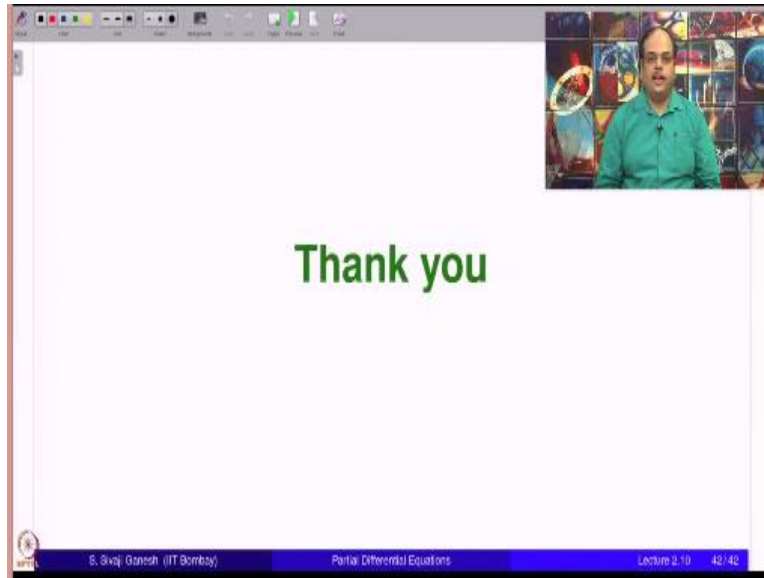 Thank you
S. Sivaji Ganesh (IIT Bombay)
Partial Differential Equations
Lecture 2.10
42/42